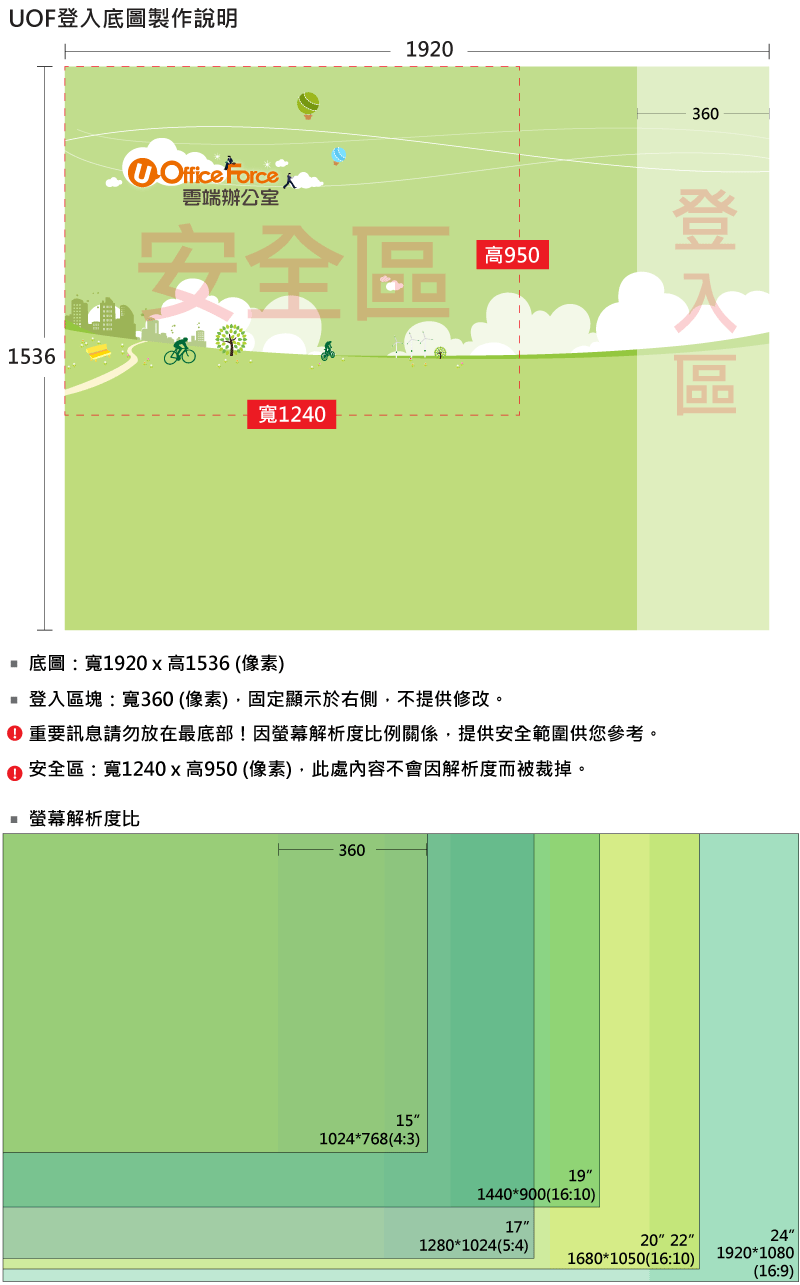 UOF登入底圖製作說明
1920
360
U-Office Force
雲端辦公室
登入區
安全區
高950
1536
寬1240
底圖：寬1920 x 高1536 (像素)
登入區塊：寬360 (像素)，固定顯示於右側，不提供修改。
重要訊息請勿放在最底部！因螢幕解析度比例關係，提供安全範圍供您參考。
安全區：寬1240 x 高950 (像素)，此處內容不會因解析度而被裁掉。
螢幕解析度比
360
15”
1024*768(4:3)
19”
1440*900(16:10)
17”
1280*1024(5:4)
20” 22”
1680*1050(16:10)
24”
1920*1080
(16:9)